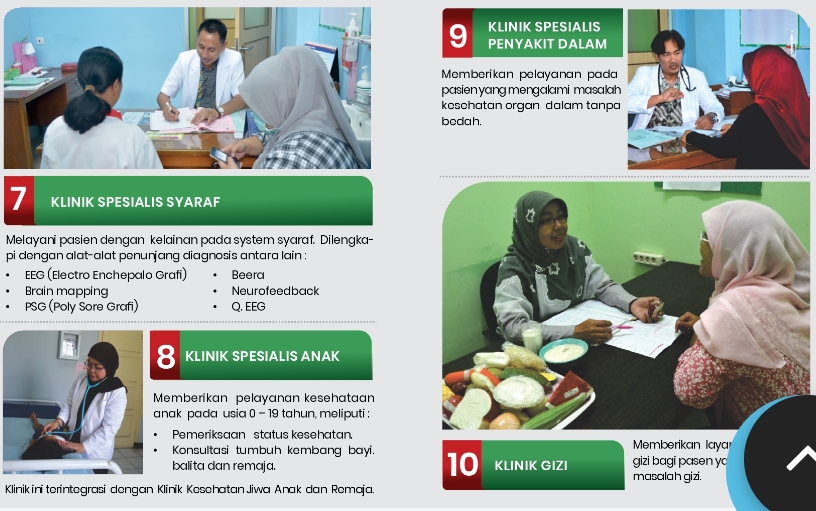 7
KLINIK SPESIALIS SYARAF
Melayani pasien dengan kelainan pada system syaraf. Dilengka-
pi dengan alat-alat penunjang diagnosis antara lain :
• EEG (Electro Enchepalo Grafi)
• Brain mapping
• PSG (Poly Sore Grafi)
• Beera
• Neurofeedback
• Q. EEG
8
KLINIK SPESIALIS ANAK
Memberikan pelayanan kesehataan
anak pada usia 0 – 19 tahun, meliputi :
• Pemeriksaan status kesehatan.
• Konsultasi tumbuh kembang bayi.
balita dan remaja.
Klinik ini terintegrasi dengan Klinik Kesehatan Jiwa Anak dan Remaja.
9
KLINIK SPESIALIS
PENYAKIT DALAM
Memberikan pelayanan pada
pasien yang mengalami masalah
kesehatan organ dalam tanpa
bedah.
10
KLINIK GIZI
Memberikan
gizi bagi pasen
masalah gizi.